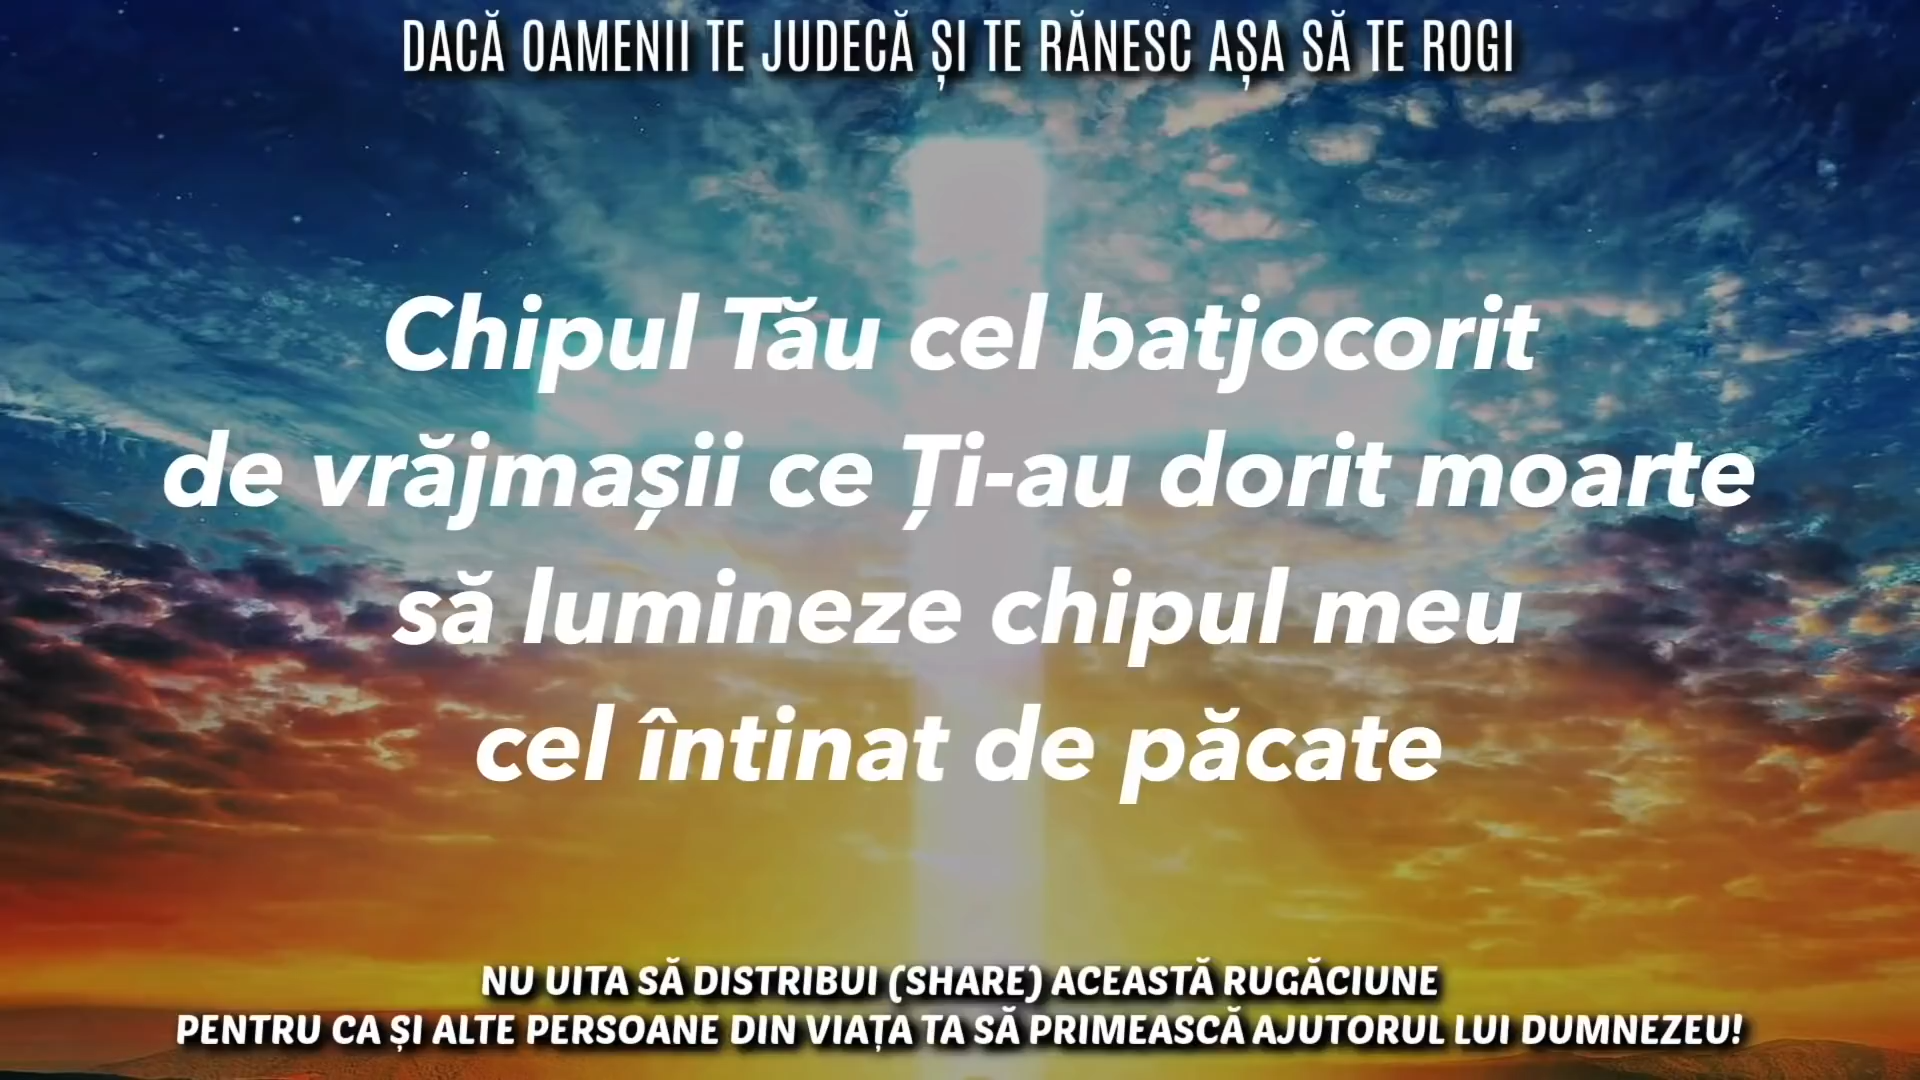 DACĂ OAMENII TE JUDECĂ ȘI TE RĂNESC AȘA SĂ TE ROGI
Chipul Tău cel batjocorit
de vrăjmașii ce Ți-au dorit moarte
să lumineze chipul meu
cel întinat de păcate
NU UITA SĂ DISTRIBUI (SHARE) ACEASTĂ RUGĂCIUNE
PENTRU CA ȘI ALTE PERSOANE DIN VIAȚA TA SĂ PRIMEASCĂ AJUTORUL LUI DUMNEZEU!